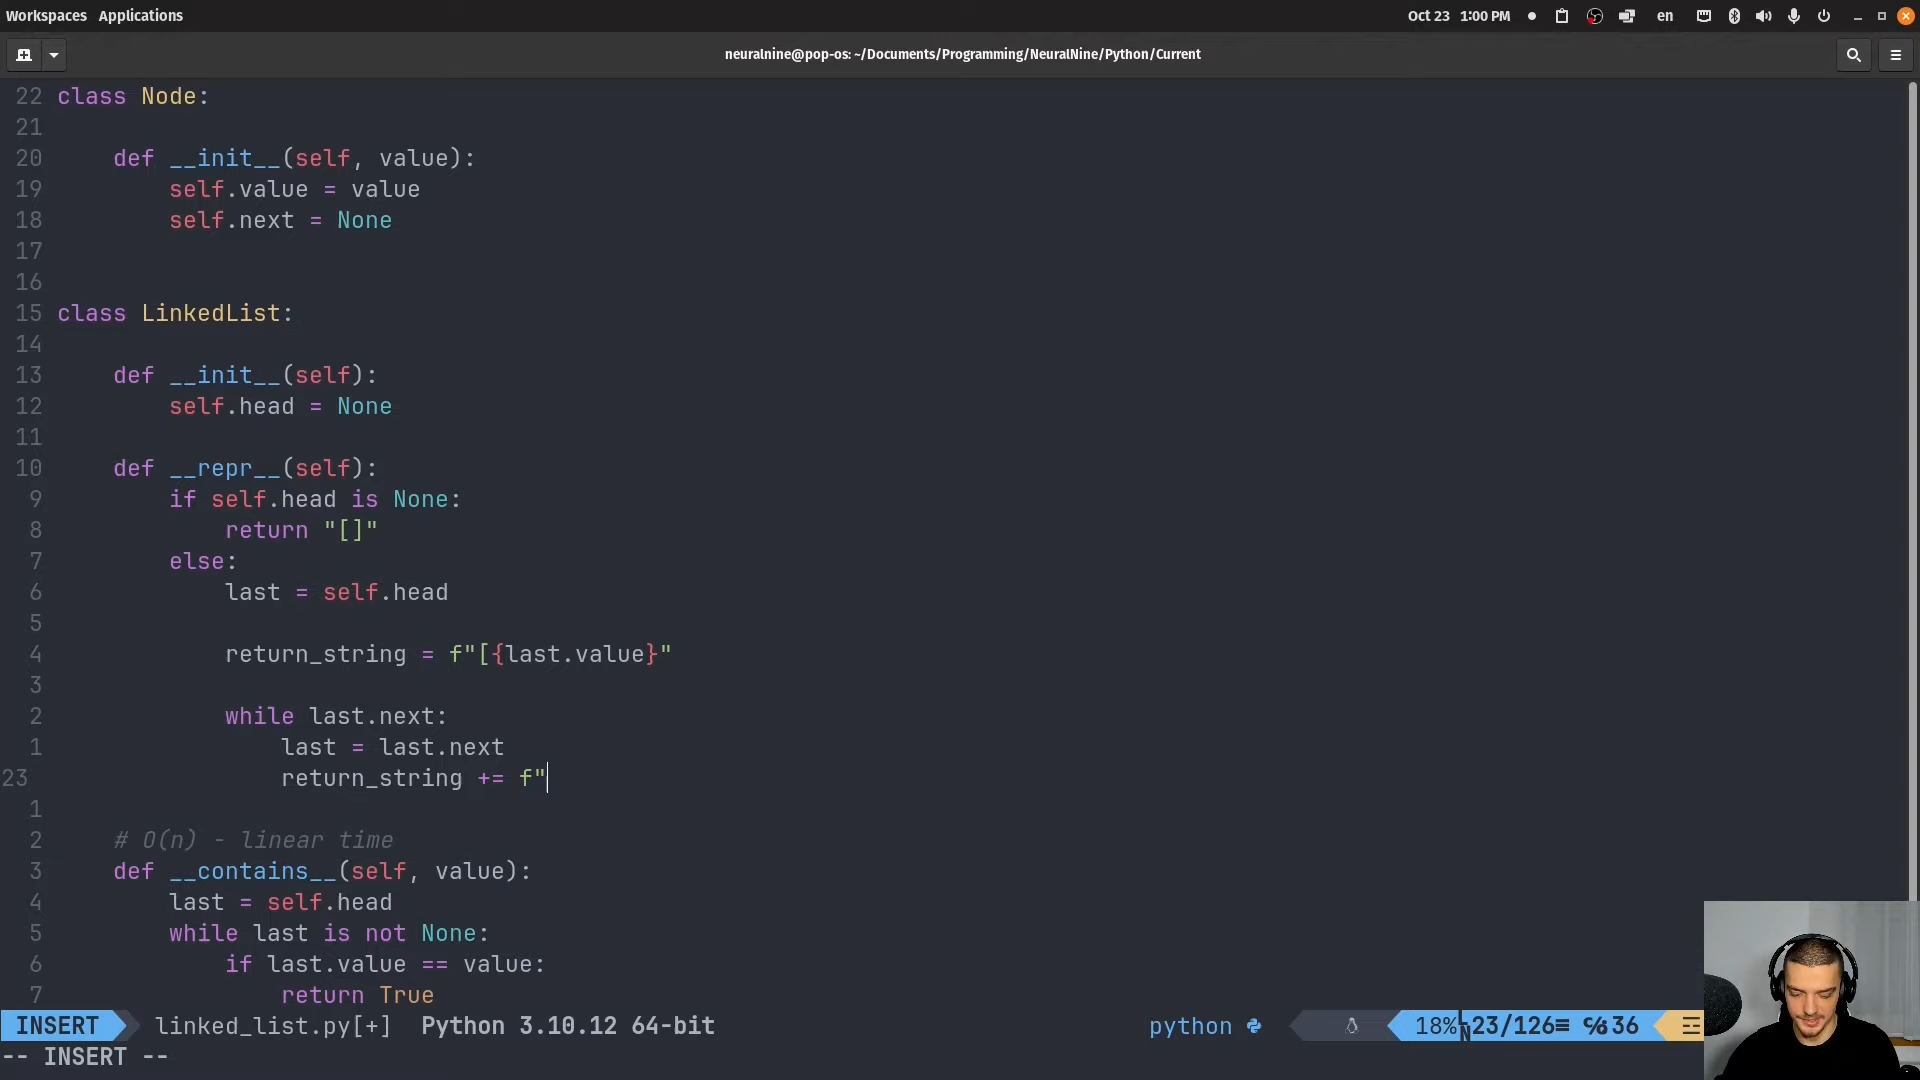 Workspaces Applications Oct 23 1:00 PM en
neuralnine@pop-os: ~/Documents/Programming/NeuralNine/Python/Current
22 class Node:
21
20     def __init__(self, value):
19         self.value = value
18         self.next = None
17
16
15 class LinkedList:
14
13     def __init__(self):
12         self.head = None
11
10     def __repr__(self):
9         if self.head is None:
8             return "[]"
7         else:
6             last = self.head
5
4             return_string = f"[{last.value}"
3
2             while last.next:
1                 last = last.next
23                 return_string += f"
1
2     # O(n) - linear time
3     def __contains__(self, value):
4         last = self.head
5         while last is not None:
6             if last.value == value:
7                 return True
INSERT linked_list.py[+] Python 3.10.12 64-bit python 18% 23/126 36
-- INSERT --